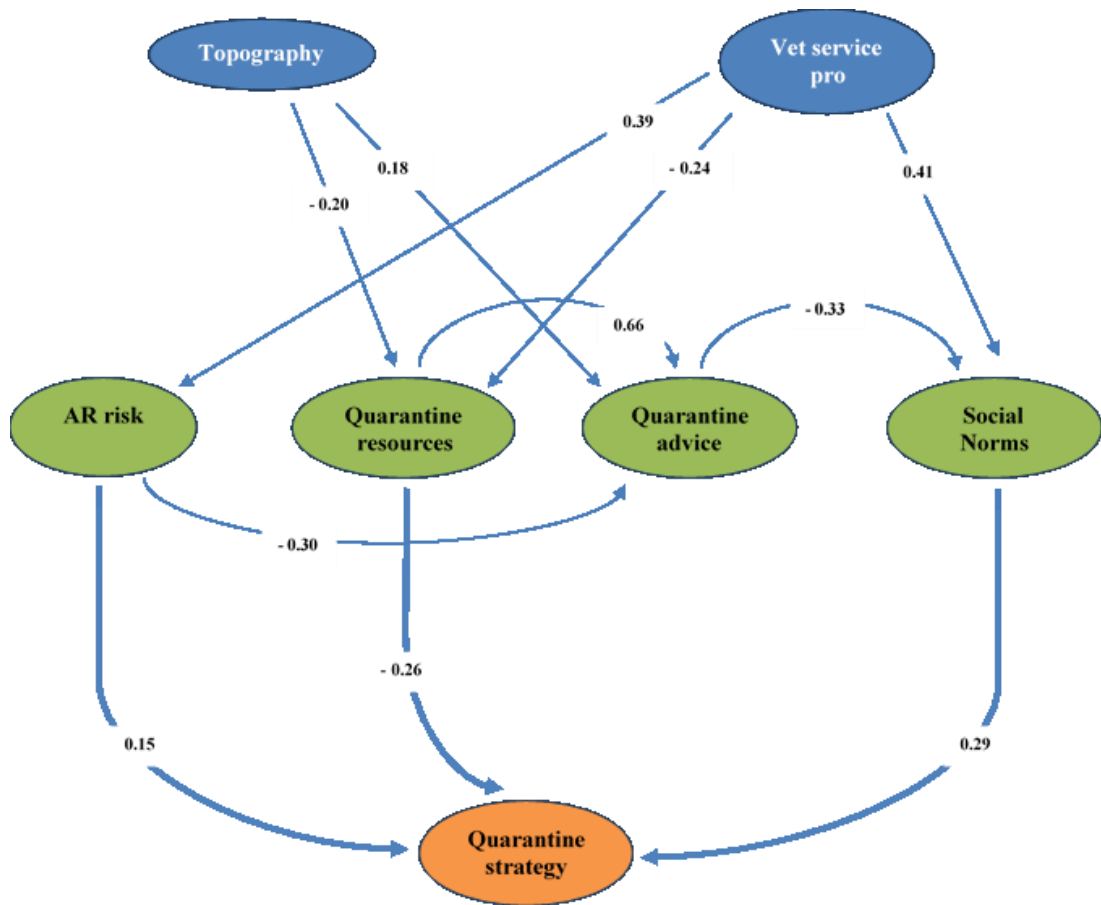 Topography
Vet service
pro
0.39
0.18
- 0.24
0.41
- 0.20
- 0.33
0.66
AR risk
Quarantine
resources
Quarantine
advice
Social
Norms
- 0.30
- 0.26
0.15
0.29
Quarantine
strategy